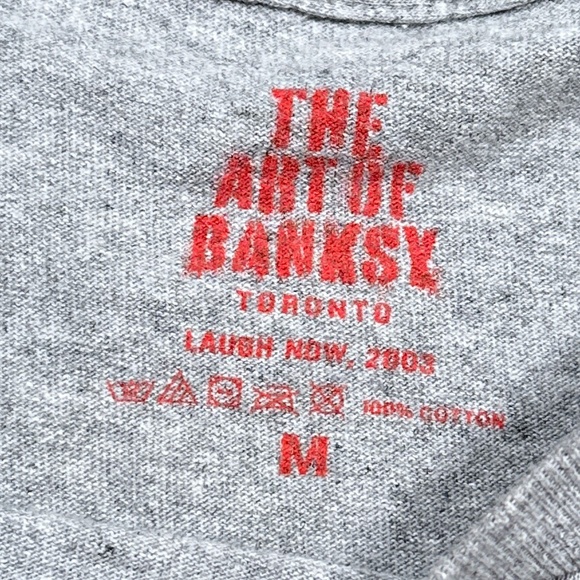 THE
ART OF
BANKSY
TORONTO
LAUGH NOW, 2003
100% COTTON
M